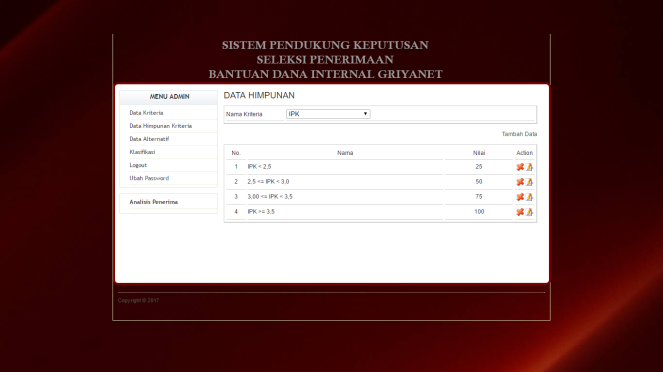 SISTEM PENDUKUNG KEPUTUSAN
SELEKSI PENERIMAAN
BANTUAN DANA INTERNAL GRIYANET
MENU ADMIN
Data Kriteria
Data Himpunan Kriteria
Data Alternatif
Klasifikasi
Logout
Ubah Password
Analisis Penerima
DATA HIMPUNAN
Nama Kriteria IPK
Tambah Data
No. Nama Nilai Action
1 IPK < 2,5 25
2 2,5 <= IPK < 3,0 50
3 3,00 <= IPK < 3,5 75
4 IPK >= 3,5 100
Copyright © 2017